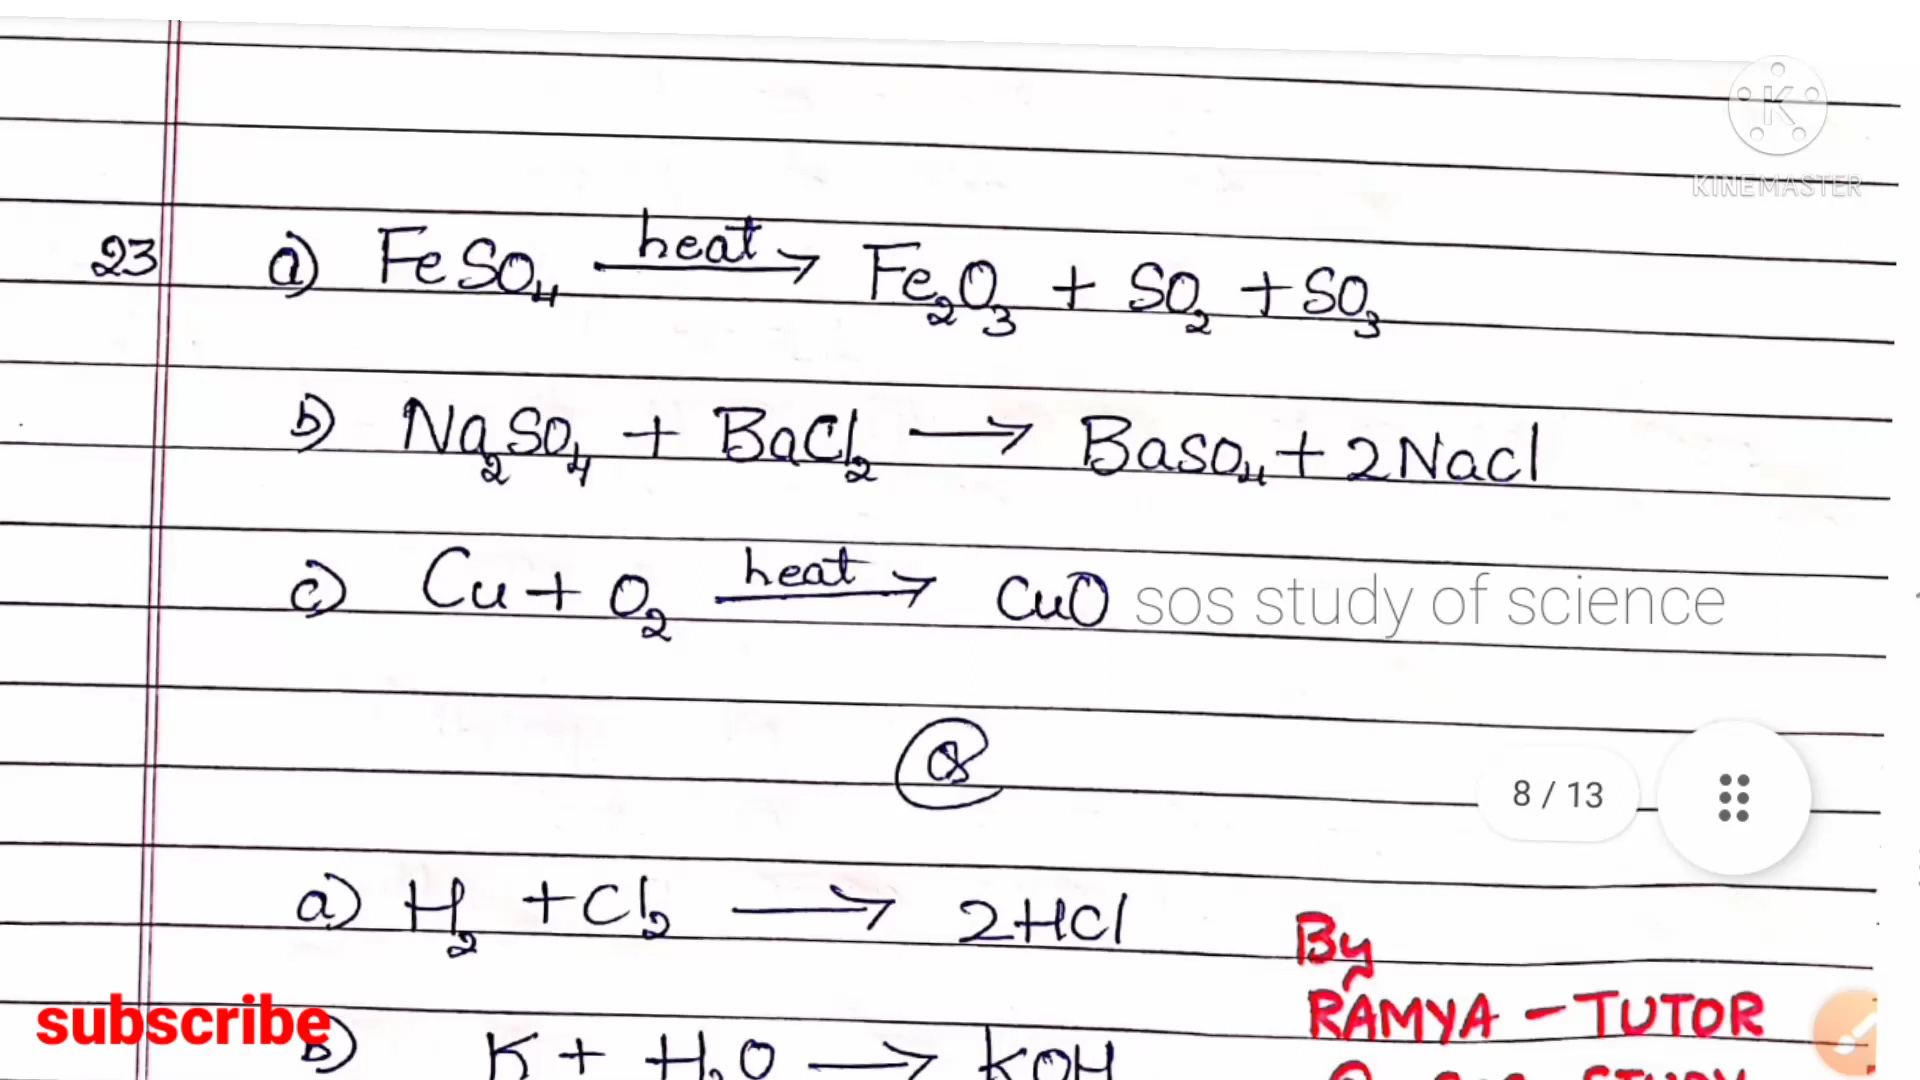 KINEMASTER
23 a) FeSO₄ heat → Fe₂O₃ + SO₂ + SO₃
b) Na₂SO₄ + BaCl₂ → BaSO₄ + 2Nacl
c) Cu + O₂ heat → CuO sos study of science
8 / 13
a) H₂ + Cl₂ → 2HCl
By
RAMYA - TUTOR
subscribe
b) K + H₂O → KOH
STUDY